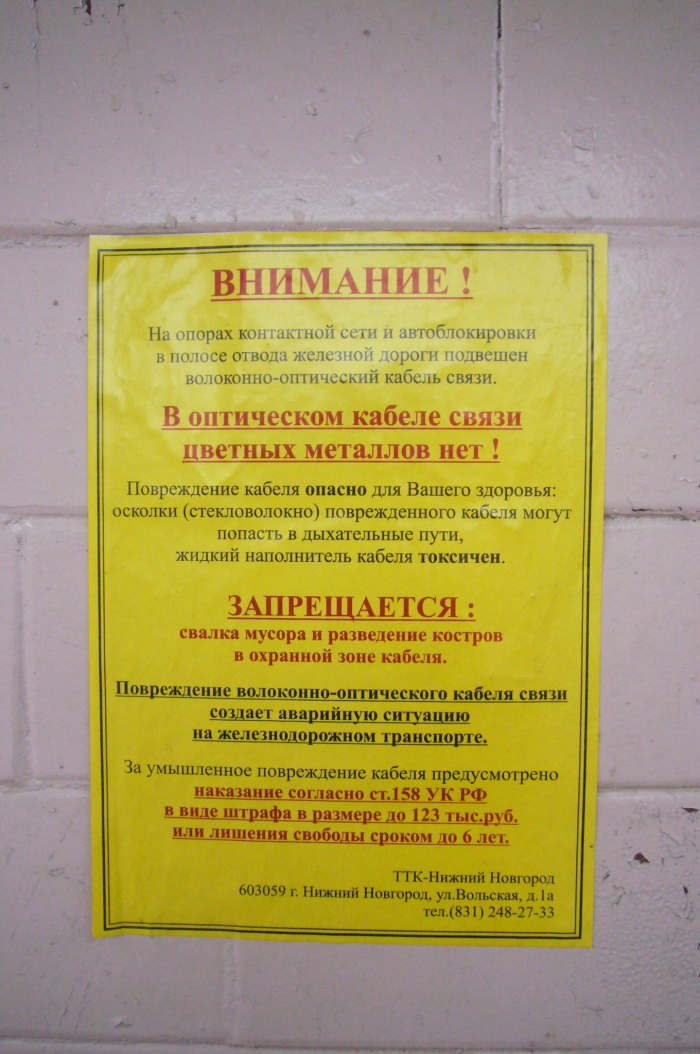 ВНИМАНИЕ !
На опорах контактной сети и автоблокировки
в полосе отвода железной дороги подвешен
волоконно-оптический кабель связи.
В оптическом кабеле связи
цветных металлов нет !
Повреждение кабеля опасно для Вашего здоровья:
осколки (стекловолокно) поврежденного кабеля могут
попасть в дыхательные пути,
жидкий наполнитель кабеля токсичен.
ЗАПРЕЩАЕТСЯ :
свалка мусора и разведение костров
в охранной зоне кабеля.
Повреждение волоконно-оптического кабеля связи
создает аварийную ситуацию
на железнодорожном транспорте.
За умышленное повреждение кабеля предусмотрено
наказание согласно ст.158 УК РФ
в виде штрафа в размере до 123 тыс.руб.
или лишения свободы сроком до 6 лет.
ТТК-Нижний Новгород
603059 г. Нижний Новгород, ул.Вольская, д.1а
тел.(831) 248-27-33